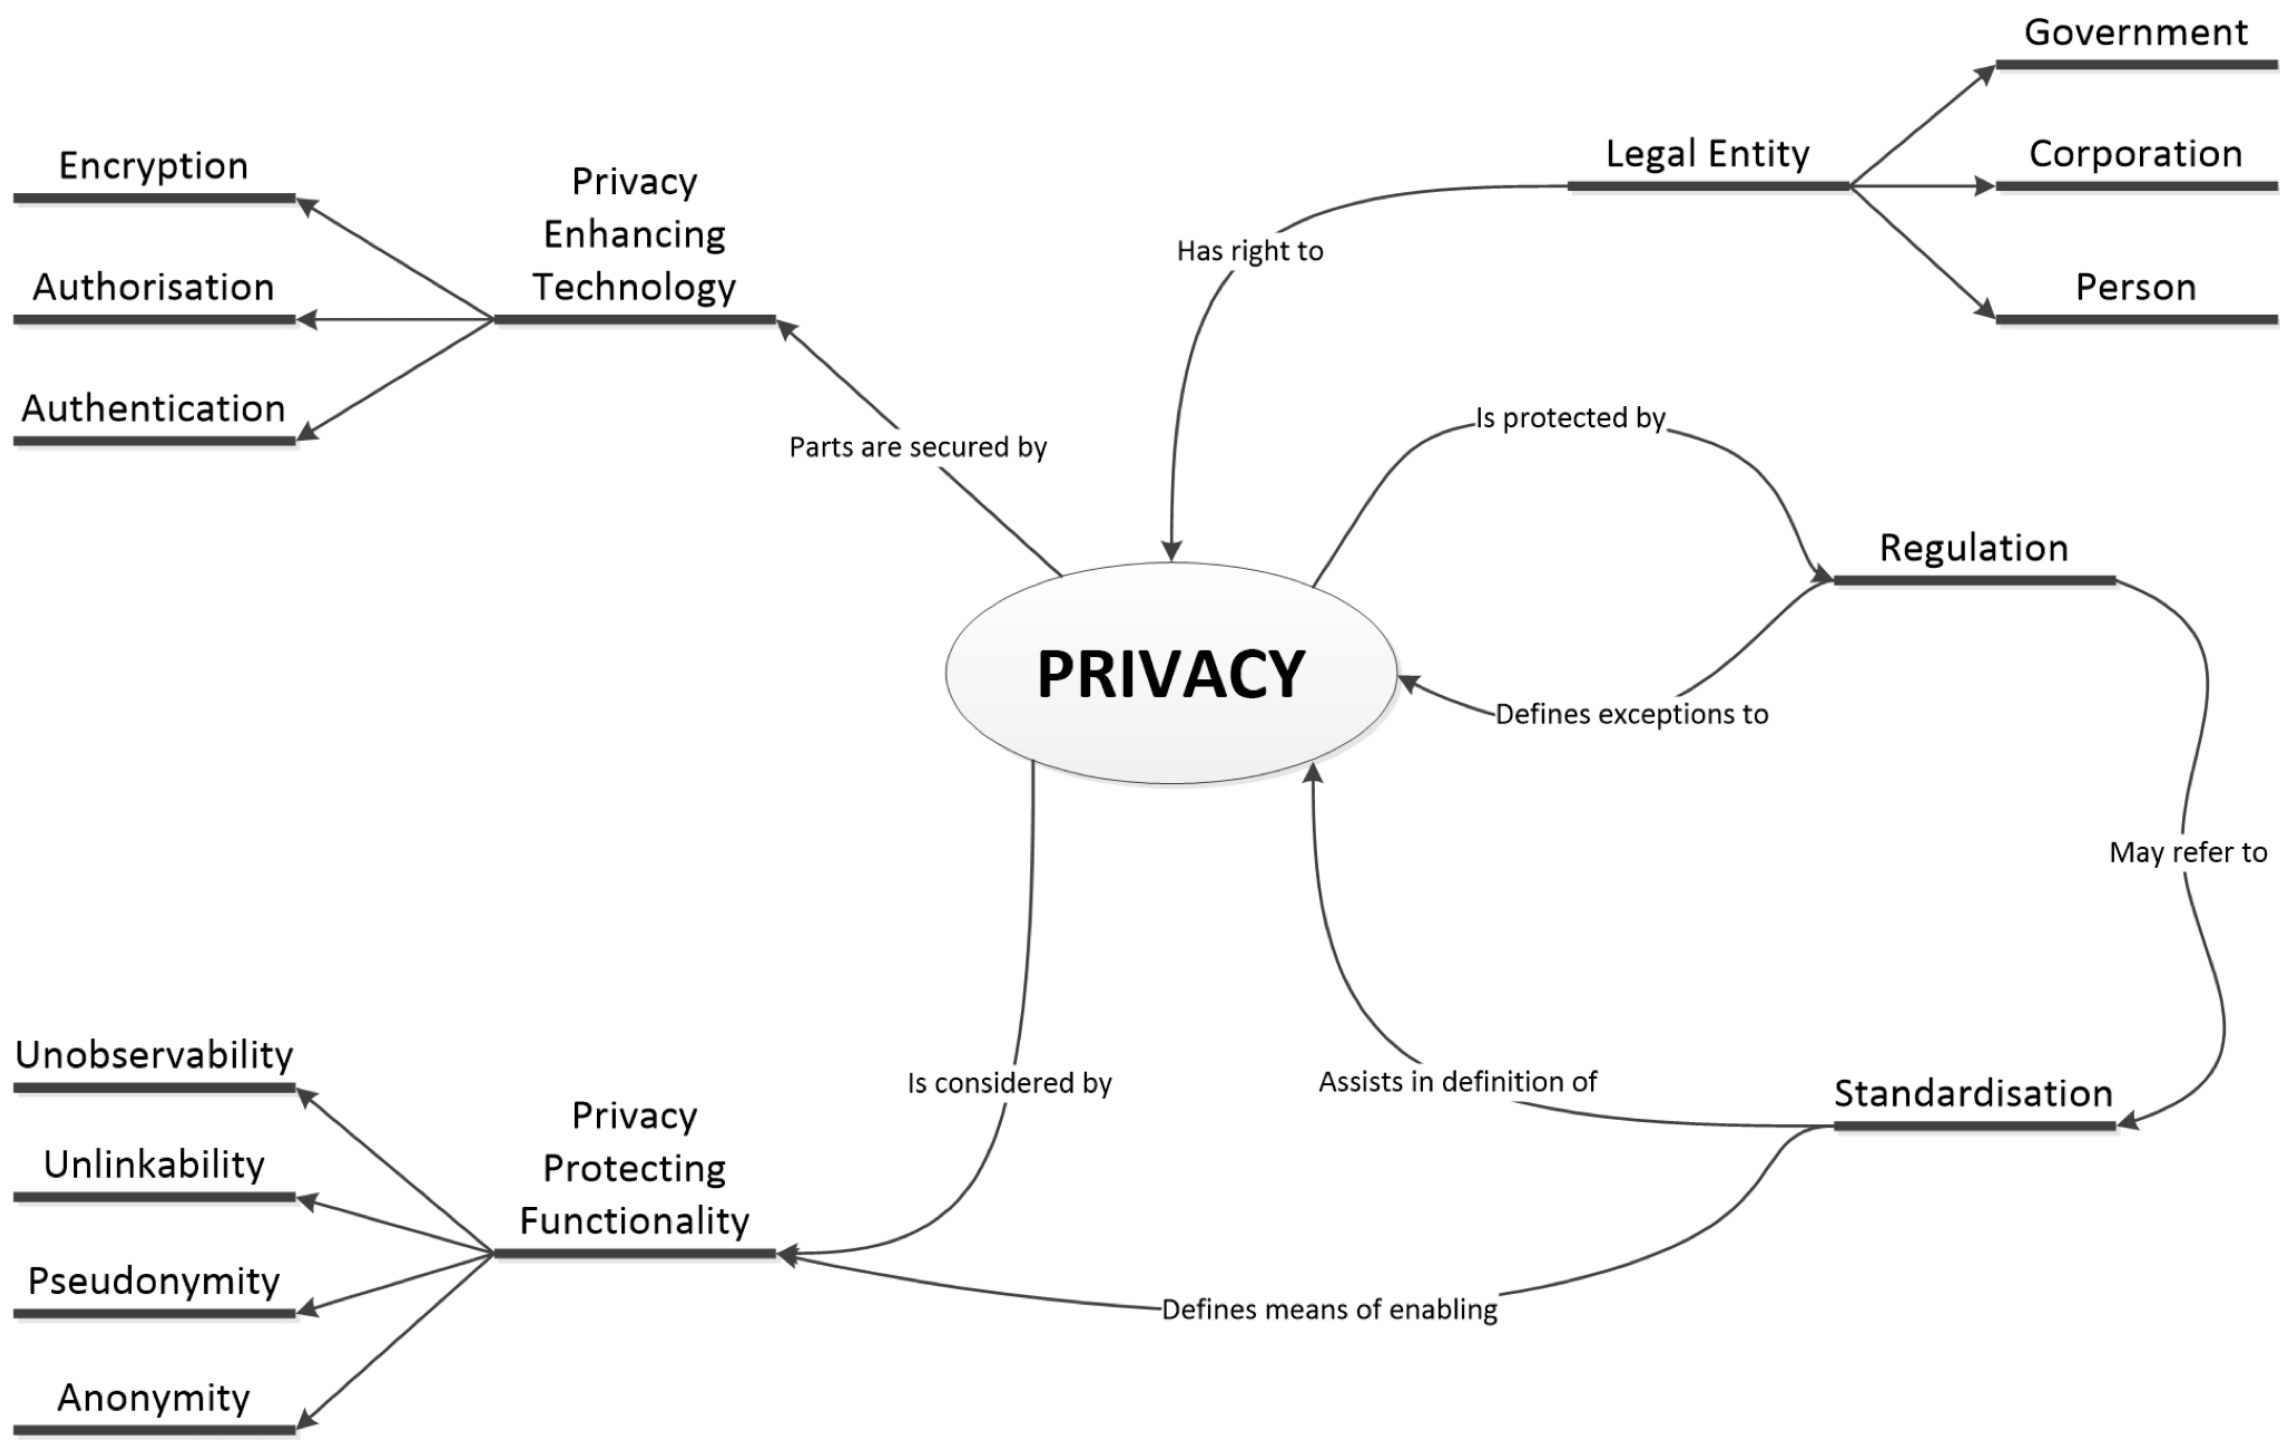 Government
Legal Entity
Corporation
Person
Has right to
Encryption
Authorisation
Authentication
Privacy
Enhancing
Technology
Parts are secured by
Is protected by
Regulation
PRIVACY
Defines exceptions to
May refer to
Is considered by
Assists in definition of
Standardisation
Unobservability
Unlinkability
Pseudonymity
Anonymity
Privacy
Protecting
Functionality
Defines means of enabling